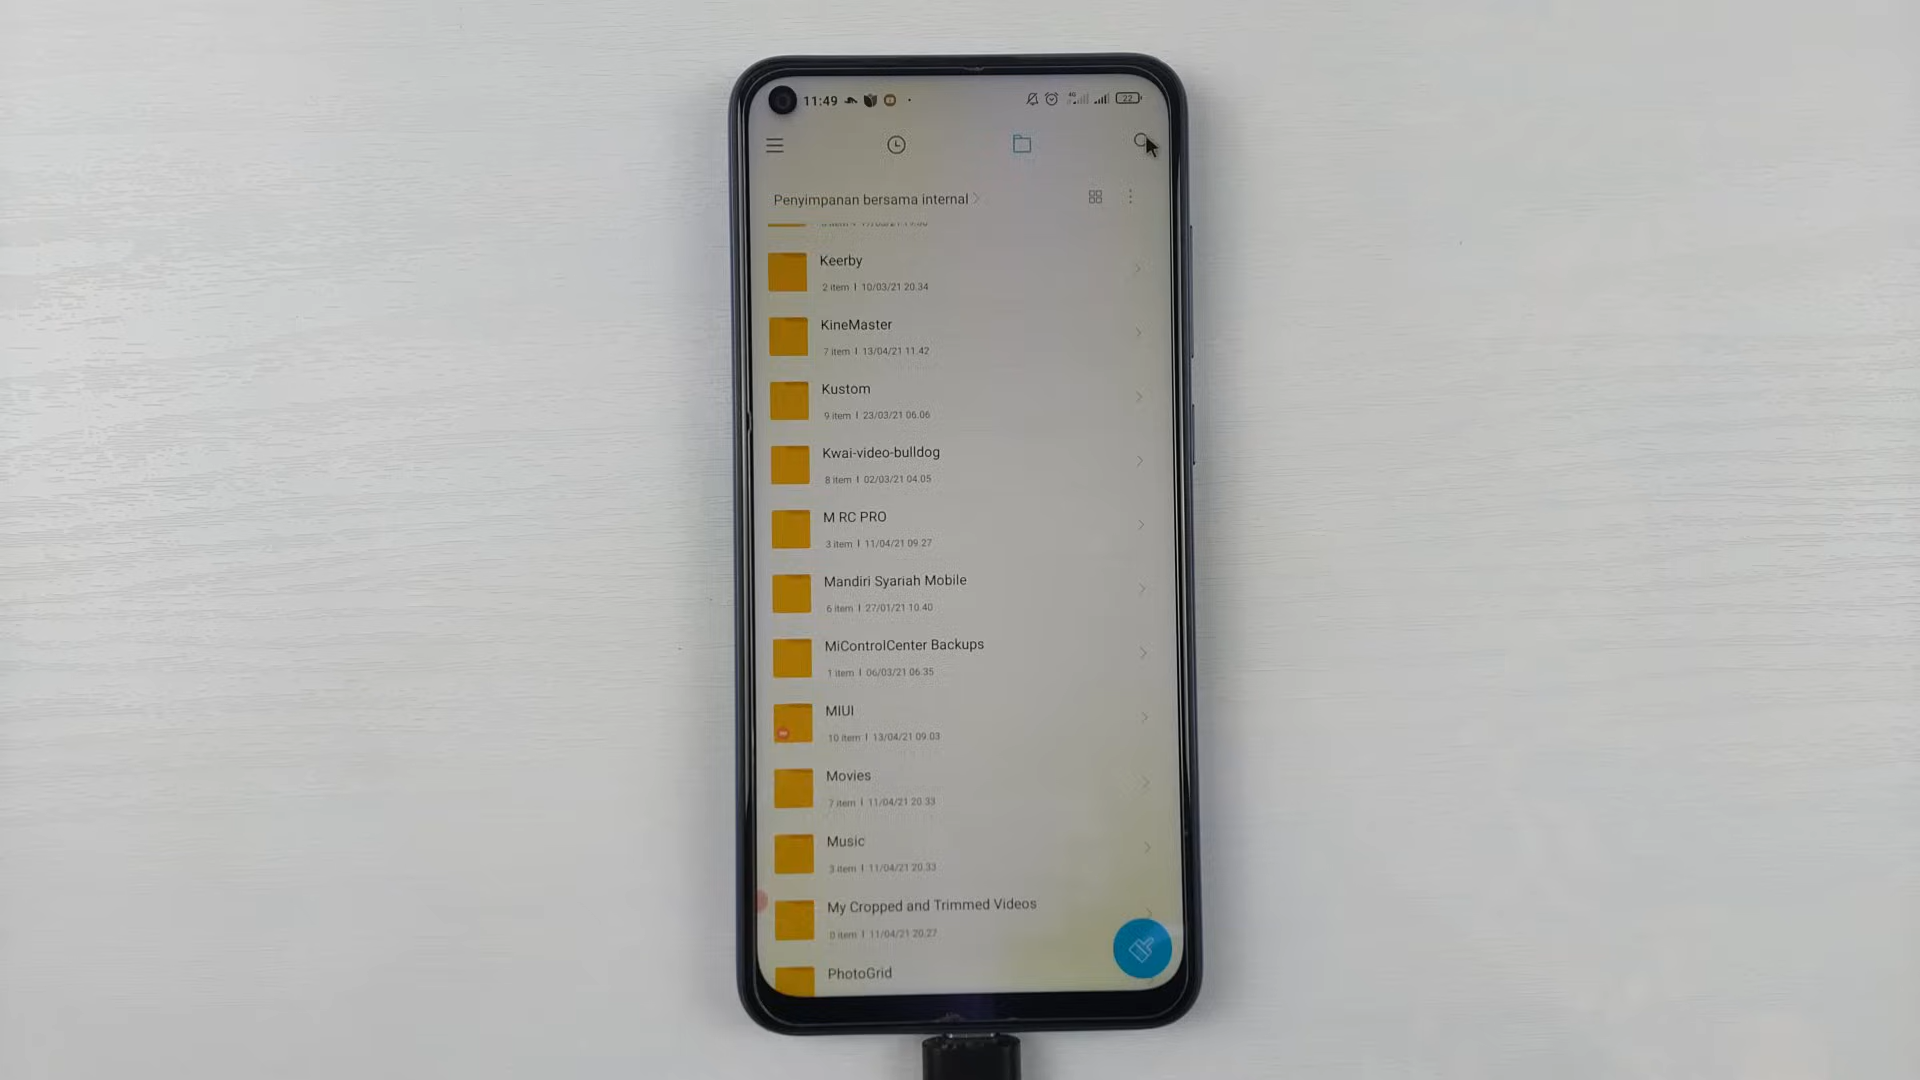 11:49
4G
22
Penyimpanan bersama internal
Keerby
2 item | 10/03/21 20.34
KineMaster
7 item | 13/04/21 11.42
Kustom
9 item | 23/03/21 06.06
Kwai-video-bulldog
8 item | 02/03/21 04.05
M RC PRO
3 item | 11/04/21 09.27
Mandiri Syariah Mobile
6 item | 27/01/21 10.40
MiControlCenter Backups
1 item | 06/03/21 06.35
MIUI
10 item | 13/04/21 09.03
Movies
7 item | 11/04/21 20.33
Music
3 item | 11/04/21 20.33
My Cropped and Trimmed Videos
0 item | 11/04/21 20.27
PhotoGrid